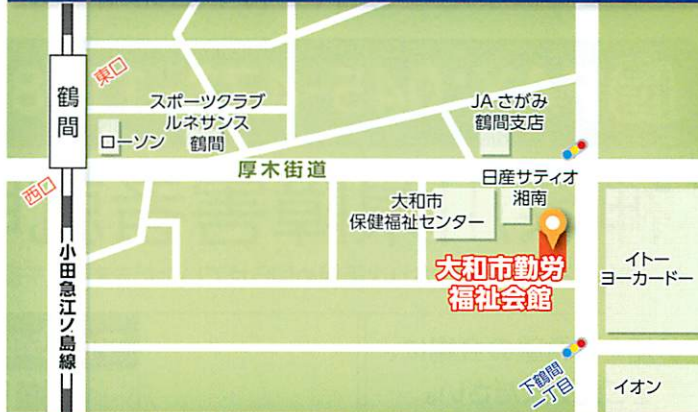 鶴間
東口
西口
ローソン
スポーツクラブ
ルネサンス
鶴間
JA さがみ
鶴間支店
厚木街道
日産サティオ
湘南
大和市
保健福祉センター
大和市勤労
福祉会館
イトー
ヨーカードー
小田急江ノ島線
下鶴間
一丁目
イオン